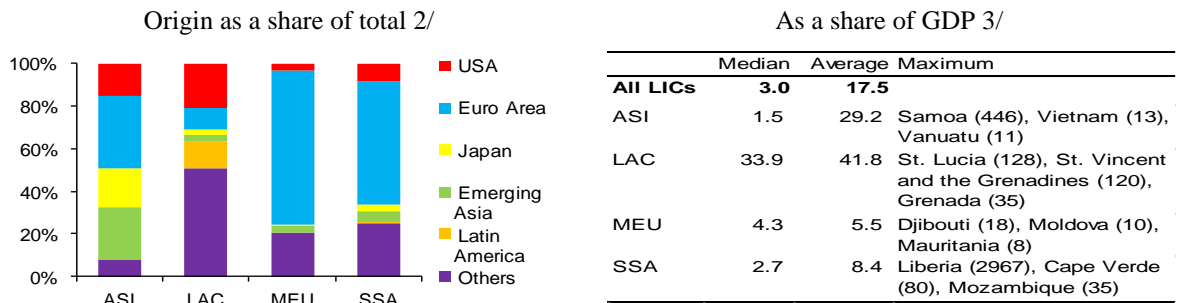 Origin as a share of total 2/
100%
80%
60%
40%
20%
0%
ASI LAC MEU SSA
USA
Euro Area
Japan
Emerging
Asia
Latin
America
Others
As a share of GDP 3/
Median Average Maximum
All LICs 3.0 17.5
ASI 1.5 29.2 Samoa (446), Vietnam (13),
Vanuatu (11)
LAC 33.9 41.8 St. Lucia (128), St. Vincent
and the Grenadines (120),
Grenada (35)
MEU 4.3 5.5 Djibouti (18), Moldova (10),
Mauritania (8)
SSA 2.7 8.4 Liberia (2967), Cape Verde
(80), Mozambique (35)